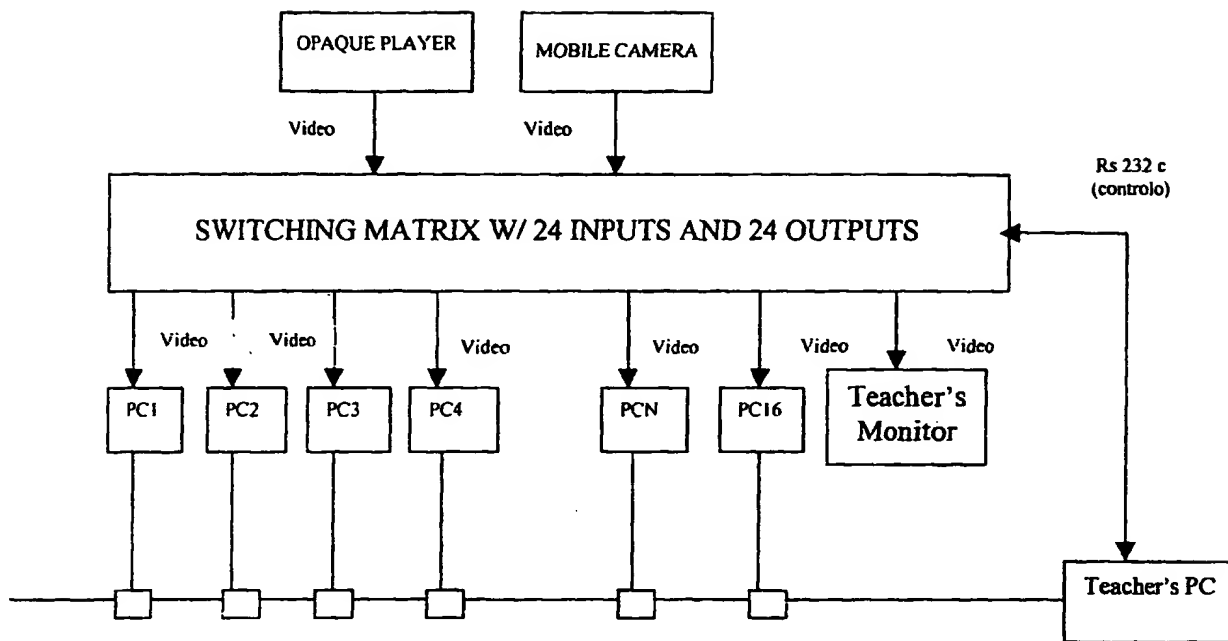 OPAQUE PLAYER
MOBILE CAMERA
Video
Video
Rs 232 c
(controlo)
SWITCHING MATRIX W/ 24 INPUTS AND 24 OUTPUTS
Video
Video
Video
Video
Video
Video
PC1
PC2
PC3
PC4
PCN
PC16
Teacher's
Monitor
Teacher's PC